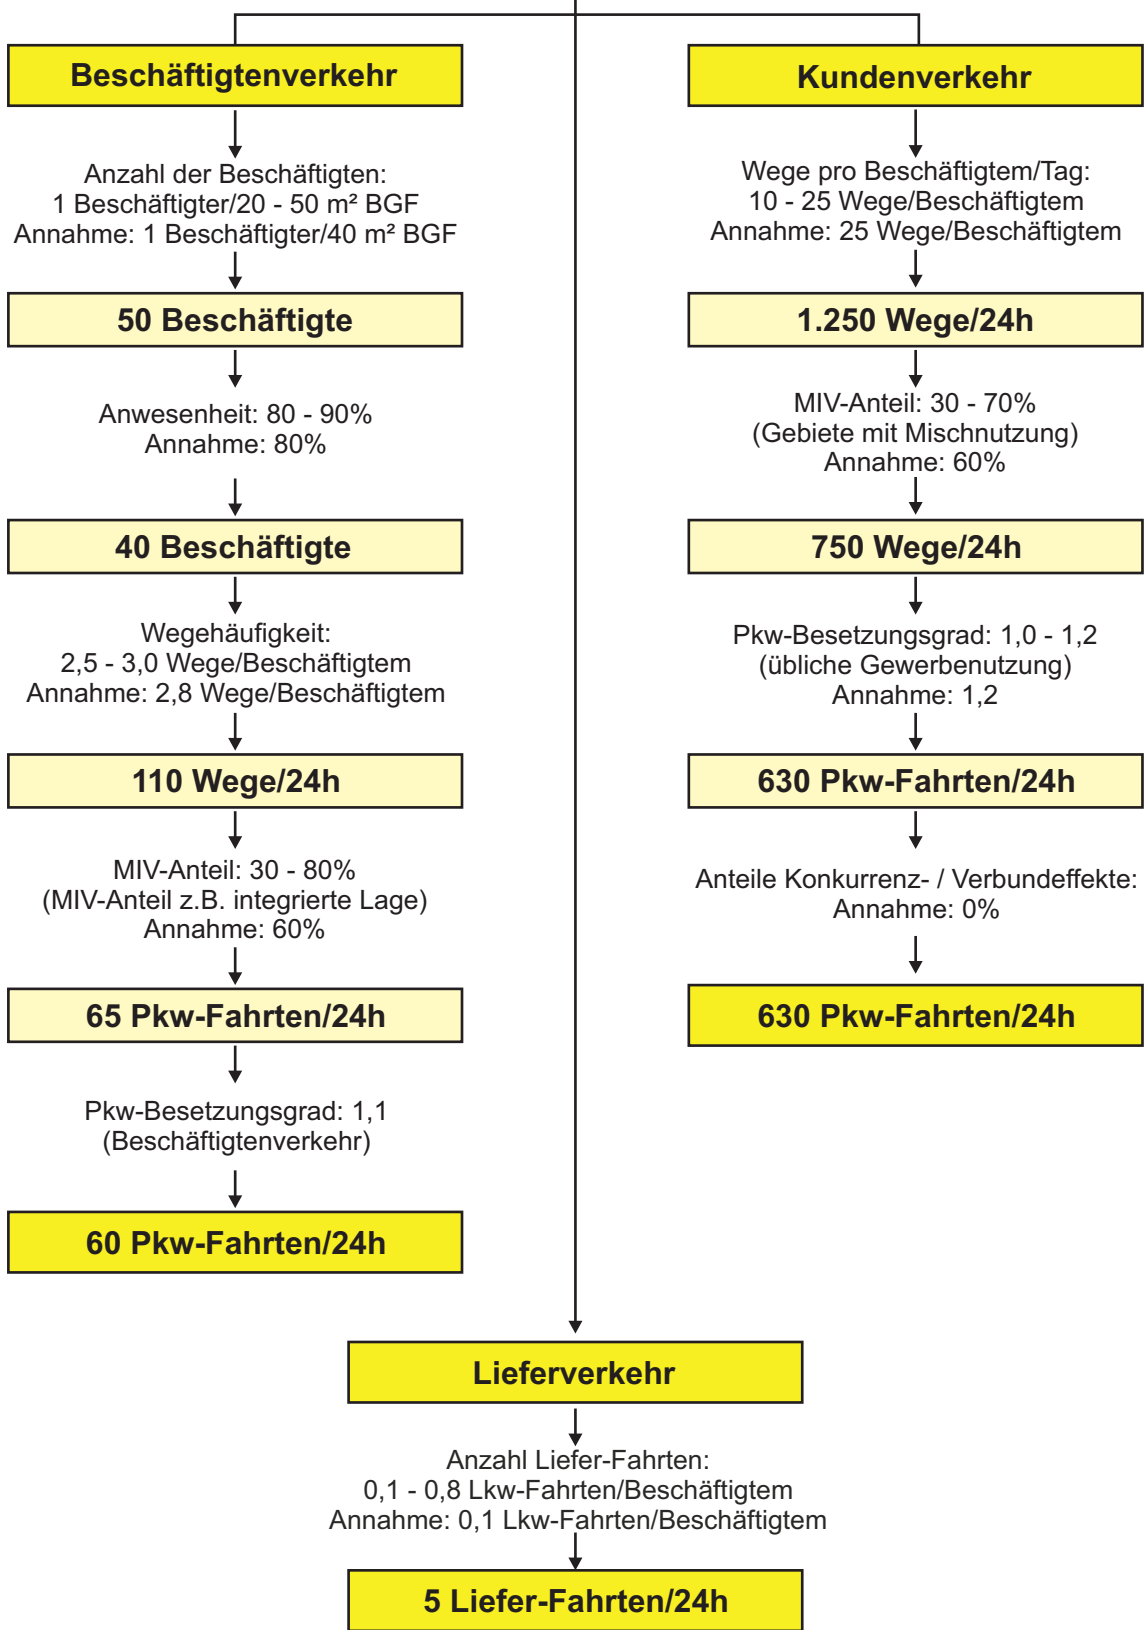 Beschäftigtenverkehr
Anzahl der Beschäftigten:
1 Beschäftigter/20 - 50 m² BGF
Annahme: 1 Beschäftigter/40 m² BGF
50 Beschäftigte
Anwesenheit: 80 - 90%
Annahme: 80%
40 Beschäftigte
Wegehäufigkeit:
2,5 - 3,0 Wege/Beschäftigtem
Annahme: 2,8 Wege/Beschäftigtem
110 Wege/24h
MIV-Anteil: 30 - 80%
(MIV-Anteil z.B. integrierte Lage)
Annahme: 60%
65 Pkw-Fahrten/24h
Pkw-Besetzungsgrad: 1,1
(Beschäftigtenverkehr)
60 Pkw-Fahrten/24h
Kundenverkehr
Wege pro Beschäftigtem/Tag:
10 - 25 Wege/Beschäftigtem
Annahme: 25 Wege/Beschäftigtem
1.250 Wege/24h
MIV-Anteil: 30 - 70%
(Gebiete mit Mischnutzung)
Annahme: 60%
750 Wege/24h
Pkw-Besetzungsgrad: 1,0 - 1,2
(übliche Gewerbenutzung)
Annahme: 1,2
630 Pkw-Fahrten/24h
Anteile Konkurrenz- / Verbundeffekte:
Annahme: 0%
630 Pkw-Fahrten/24h
Lieferverkehr
Anzahl Liefer-Fahrten:
0,1 - 0,8 Lkw-Fahrten/Beschäftigtem
Annahme: 0,1 Lkw-Fahrten/Beschäftigtem
5 Liefer-Fahrten/24h